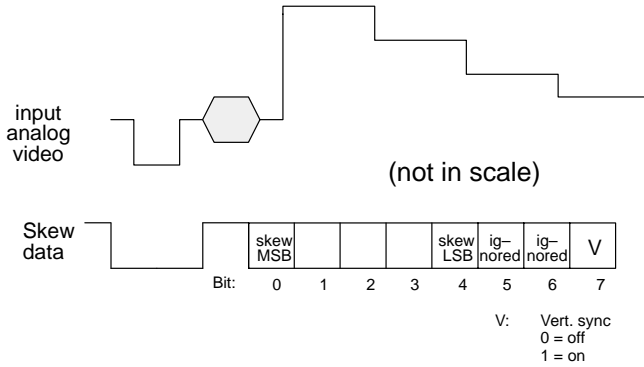 input
analog
video
(not in scale)
Skew
data
skew
MSB
skew
LSB
ig–
nored
ig–
nored
V
Bit: 0 1 2 3 4 5 6 7
V: Vert. sync
0 = off
1 = on